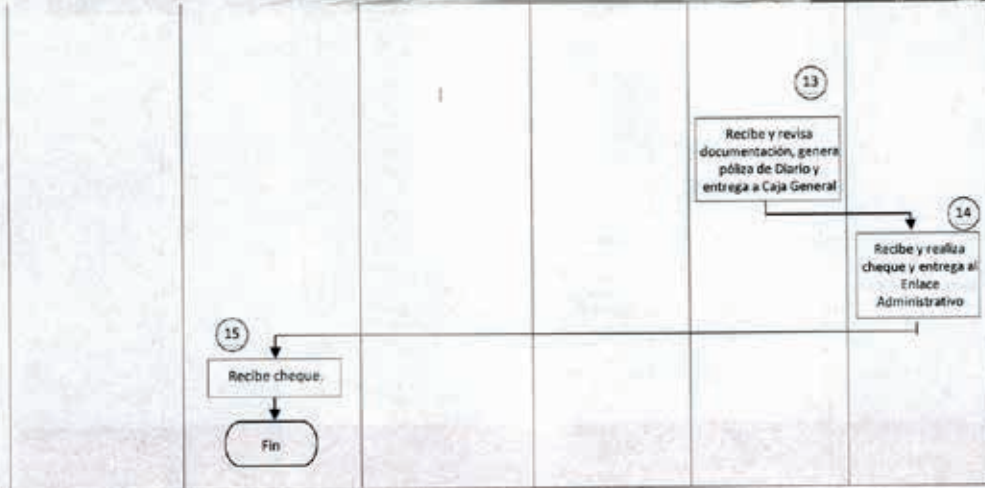 13
Recibe y revisa
documentación, genera
póliza de Diario y
entrega a Caja General
14
Recibe y realiza
cheque y entrega al
Enlace
Administrativo
15
Recibe cheque.
Fin